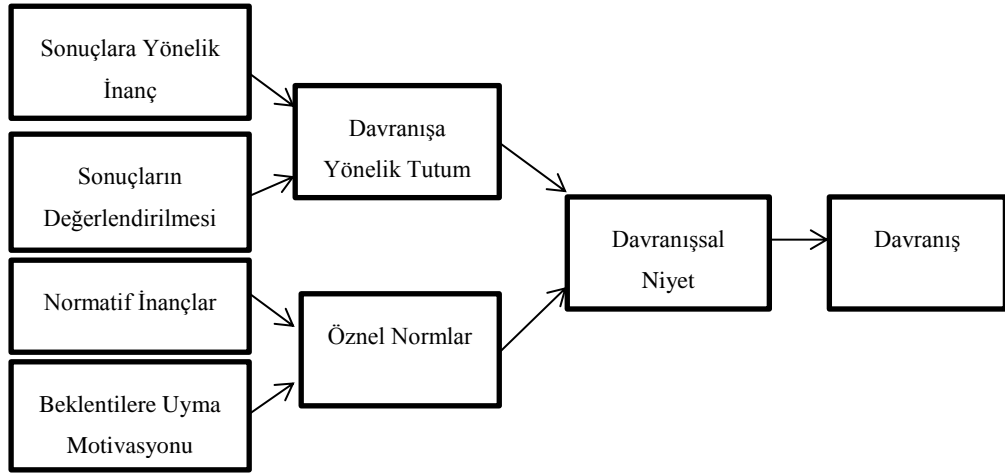 Sonuçlara Yönelik
İnanç
Sonuçların
Değerlendirilmesi
Normatif İnançlar
Beklentilere Uyma
Motivasyonu
Davranışa
Yönelik Tutum
Öznel Normlar
Davranışsal
Niyet
Davranış